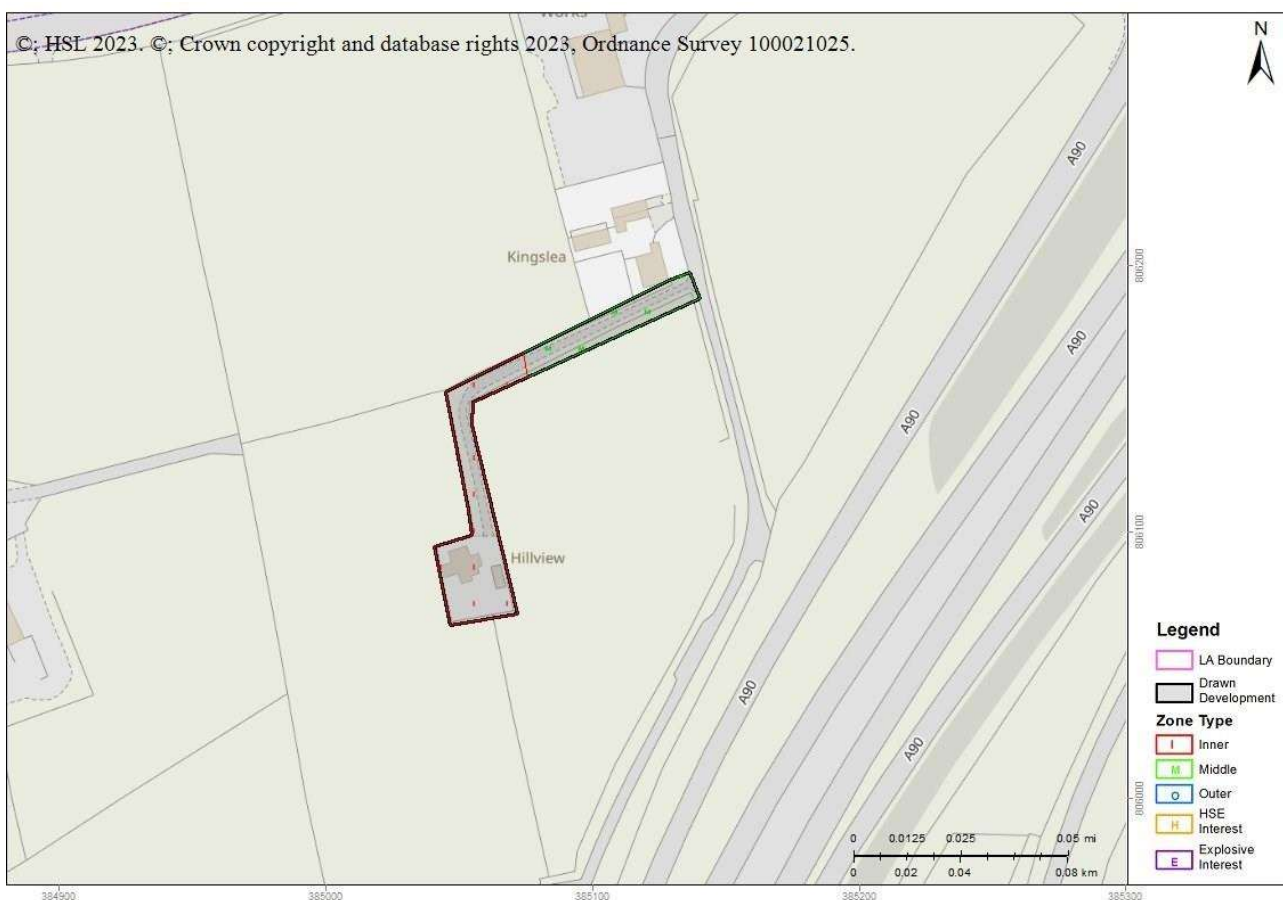 Works
©; HSL 2023. ©; Crown copyright and database rights 2023, Ordnance Survey 100021025.
N
A90
806200
Kingslea
M
M
M
M
A90
A90
I
I
I
I
A90
806100
Hillview
I
I
I
A90
A90
806000
Legend
LA Boundary
Drawn
Development
Zone Type
I Inner
M Middle
O Outer
H HSE
Interest
E Explosive
Interest
0 0.0125 0.025 0.05 mi
0 0.02 0.04 0.08 km
384900 385000 385100 385200 385300